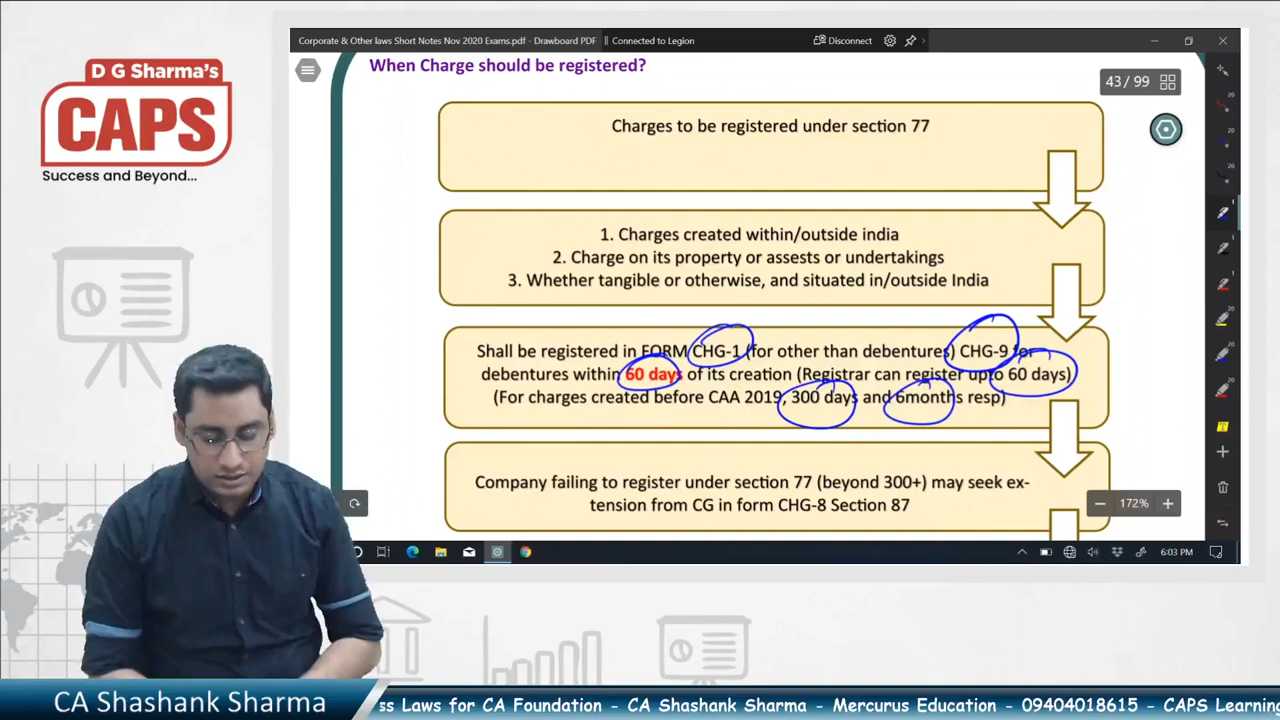 D G Sharma's
CAPS
Success and Beyond...
Corporate & Other laws Short Notes Nov 2020 Exams.pdf - Drawboard PDF
Connected to Legion
Disconnect
When Charge should be registered?
43 / 99
Charges to be registered under section 77
1. Charges created within/outside india
2. Charge on its property or assests or undertakings
3. Whether tangible or otherwise, and situated in/outside India
Shall be registered in FORM CHG-1 (for other than debentures) CHG-9 for
debentures within 60 days of its creation (Registrar can register upto 60 days)
(For charges created before CAA 2019, 300 days and 6months resp)
Company failing to register under section 77 (beyond 300+) may seek ex-
tension from CG in form CHG-8 Section 87
172%
6:03 PM
CA Shashank Sharma
ss Laws for CA Foundation - CA Shashank Sharma - Mercurus Education - 09404018615 - CAPS Learning